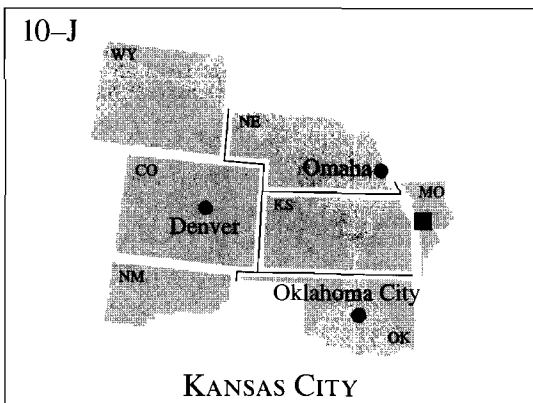 10–J
WY
NE
Omaha
CO
MO
KS
Denver
NM
Oklahoma City
OK
KANSAS CITY